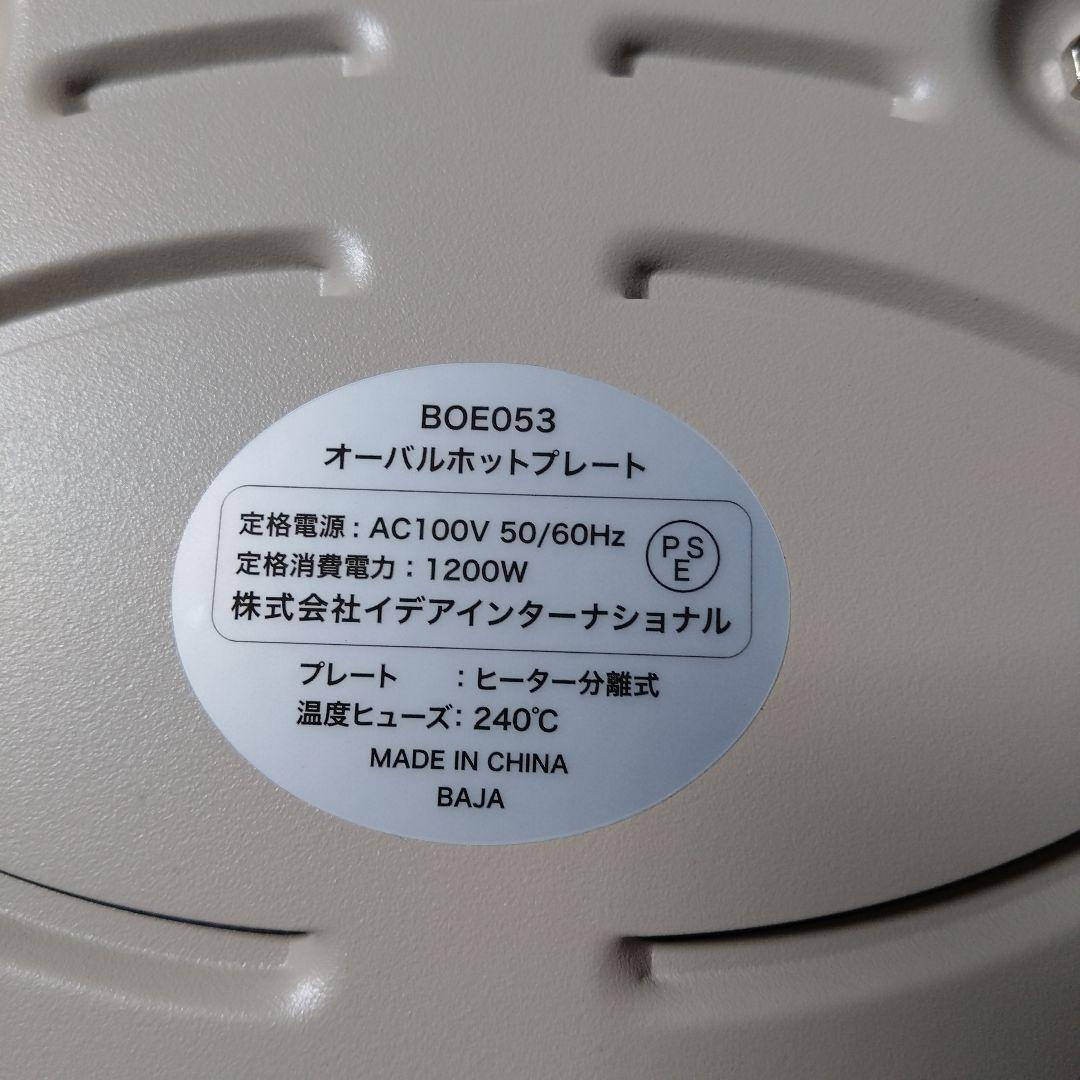 BOE053
オーバルホットプレート
定格電源：AC100V 50/60Hz
定格消費電力：1200W
PSE
株式会社イデアインターナショナル
プレート　：ヒーター分離式
温度ヒューズ：240℃
MADE IN CHINA
BAJA